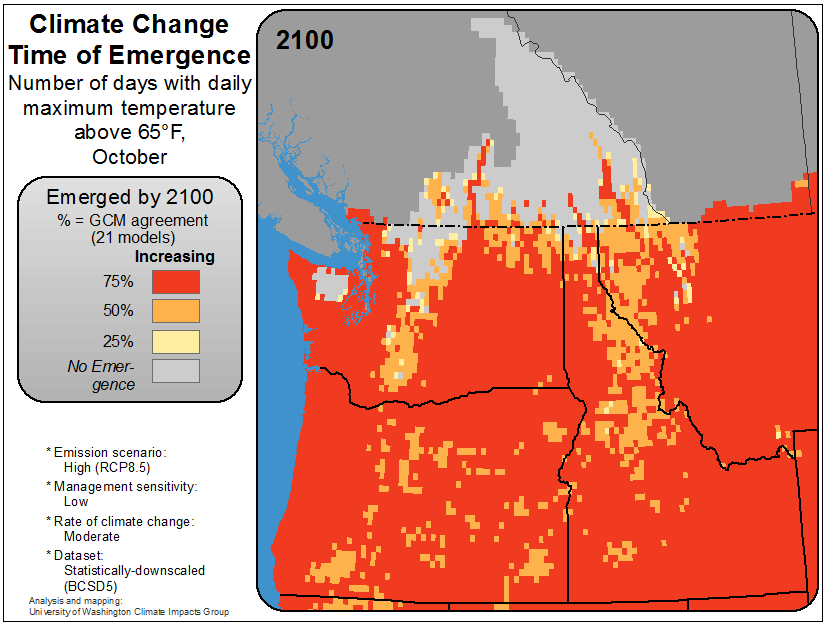 Climate Change
Time of Emergence
Number of days with daily
maximum temperature
above 65°F,
October
2100
Emerged by 2100
% = GCM agreement
(21 models)
Increasing
75%
50%
25%
No Emer-
gence
* Emission scenario:
High (RCP8.5)
* Management sensitivity:
Low
* Rate of climate change:
Moderate
* Dataset:
Statistically-downscaled
(BCSD5)
Analysis and mapping:
University of Washington Climate Impacts Group